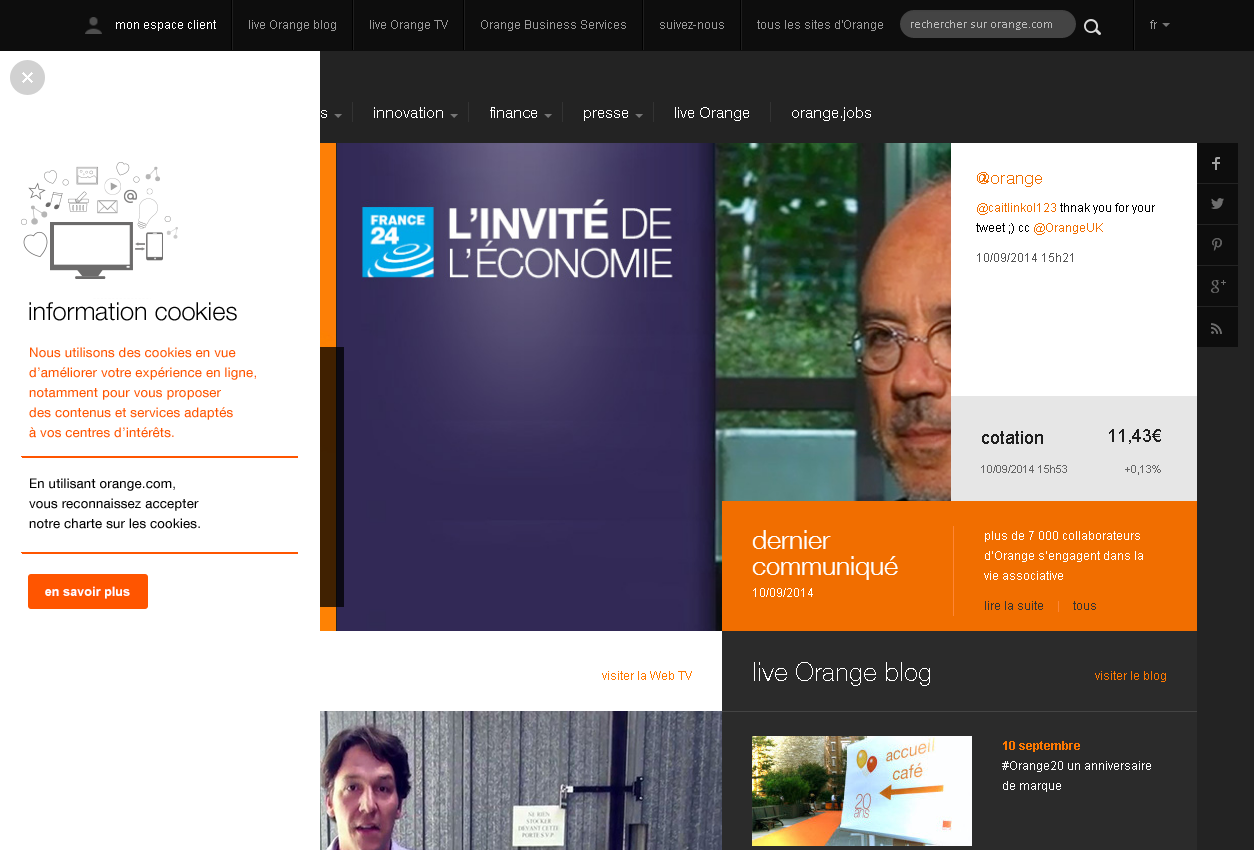 mon espace client
live Orange blog
live Orange TV
Orange Business Services
suivez-nous
tous les sites d'Orange
rechercher sur orange.com
fr
s
innovation
finance
presse
live Orange
orange.jobs
information cookies
Nous utilisons des cookies en vue
d'améliorer votre expérience en ligne,
notamment pour vous proposer
des contenus et services adaptés
à vos centres d'intérêts.
En utilisant orange.com,
vous reconnaissez accepter
notre charte sur les cookies.
en savoir plus
FRANCE
24
L'INVITÉ DE
L'ÉCONOMIE
@orange
@caitlinkol123 thnak you for your
tweet ;) cc @OrangeUK
10/09/2014 15h21
cotation
11,43€
10/09/2014 15h53
+0,13%
dernier
communiqué
10/09/2014
plus de 7 000 collaborateurs
d'Orange s'engagent dans la
vie associative
lire la suite
tous
visiter la Web TV
live Orange blog
visiter le blog
NE RIEN
STOCKER
DEVANT CETTE
PORTE S.V.P
accueil
café
20
ans
10 septembre
#Orange20 un anniversaire
de marque